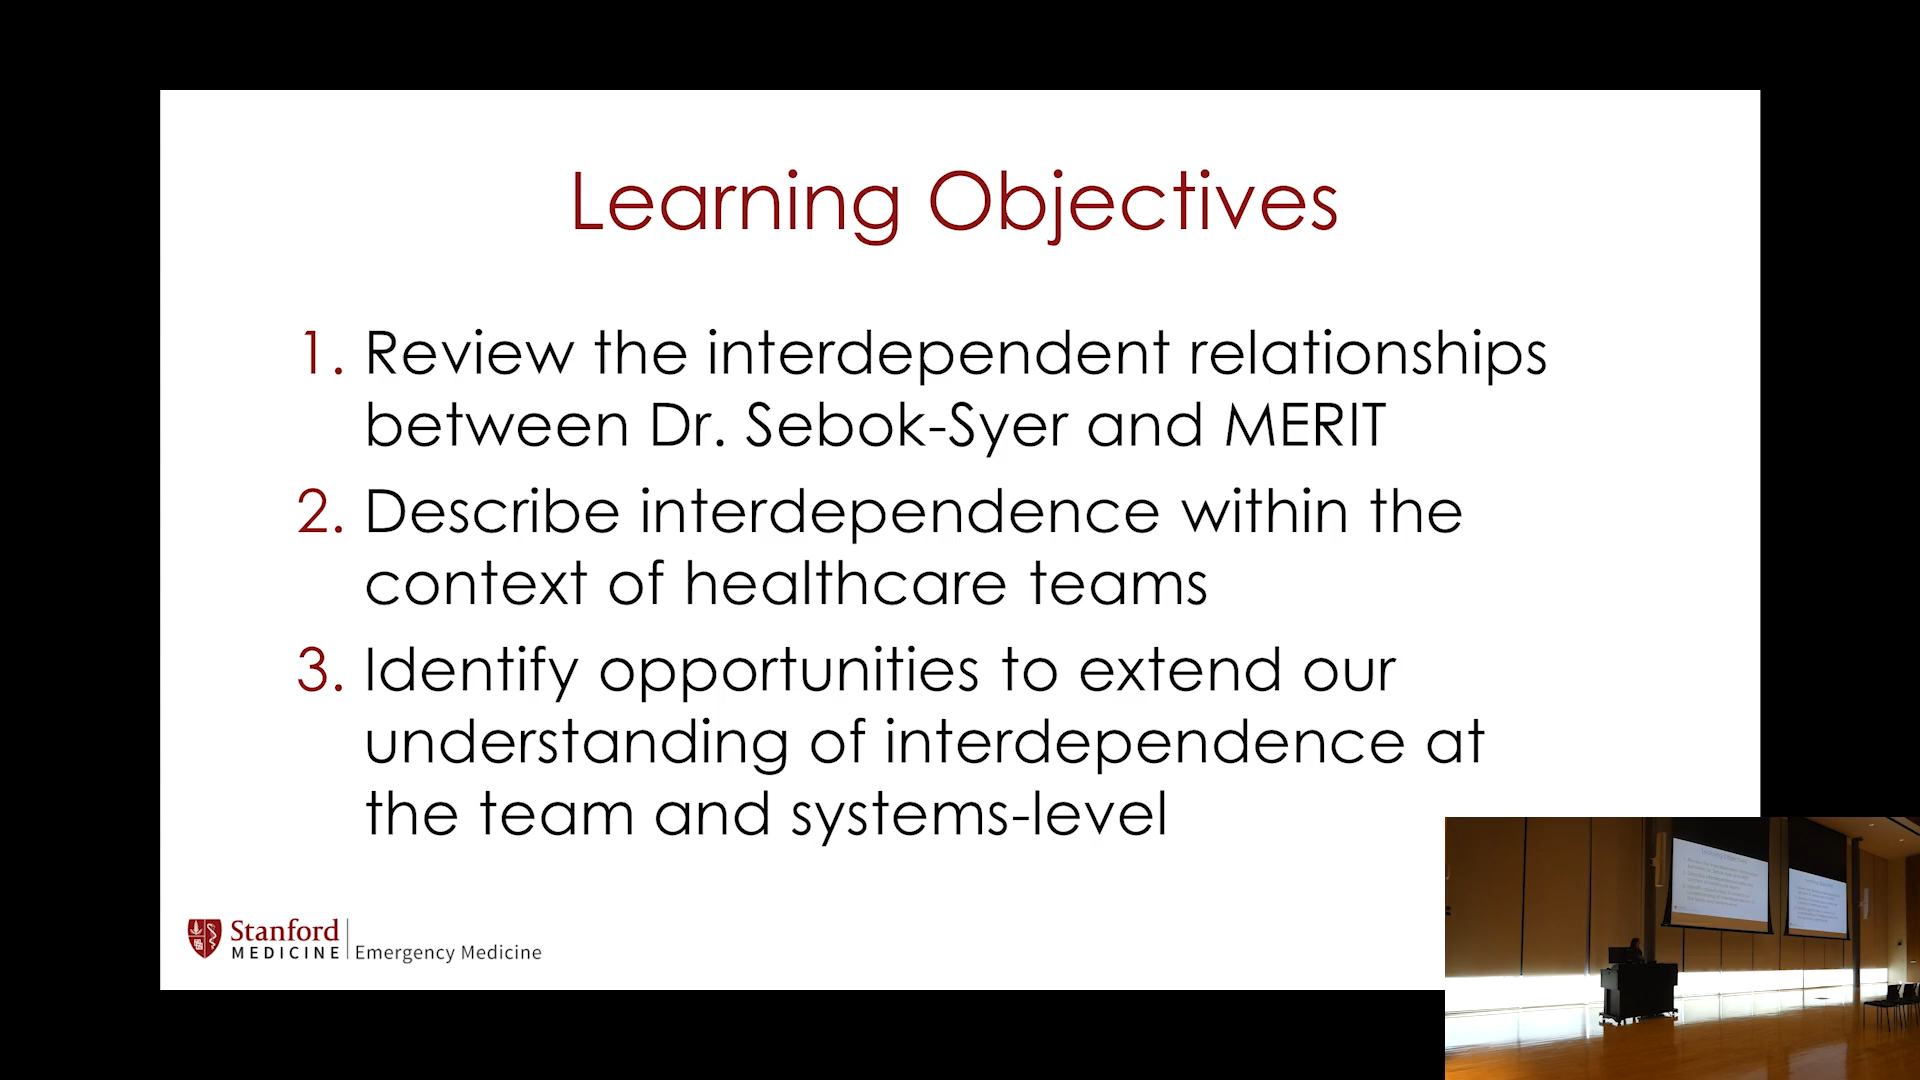 Learning Objectives
1. Review the interdependent relationships
between Dr. Sebok-Syer and MERIT
2. Describe interdependence within the
context of healthcare teams
3. Identify opportunities to extend our
understanding of interdependence at
the team and systems-level
Stanford
MEDICINE
Emergency Medicine
Learning Objectives